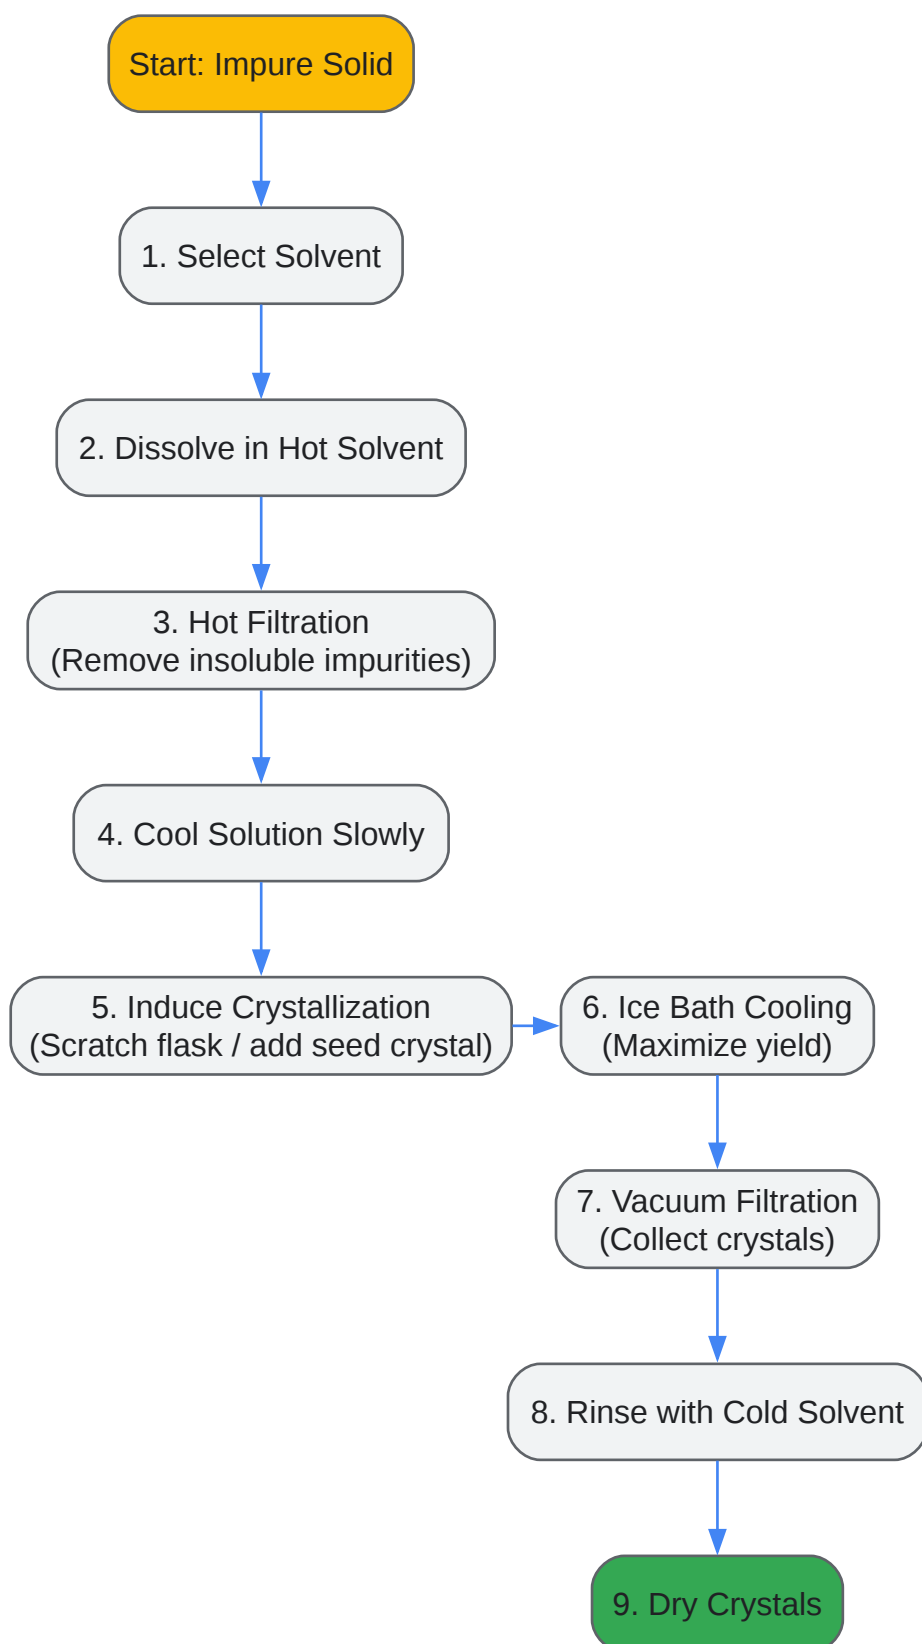 Start: Impure Solid
1. Select Solvent
2. Dissolve in Hot Solvent
3. Hot Filtration
(Remove insoluble impurities)
4. Cool Solution Slowly
5. Induce Crystallization
(Scratch flask / add seed crystal)
6. Ice Bath Cooling
(Maximize yield)
7. Vacuum Filtration
(Collect crystals)
8. Rinse with Cold Solvent
9. Dry Crystals